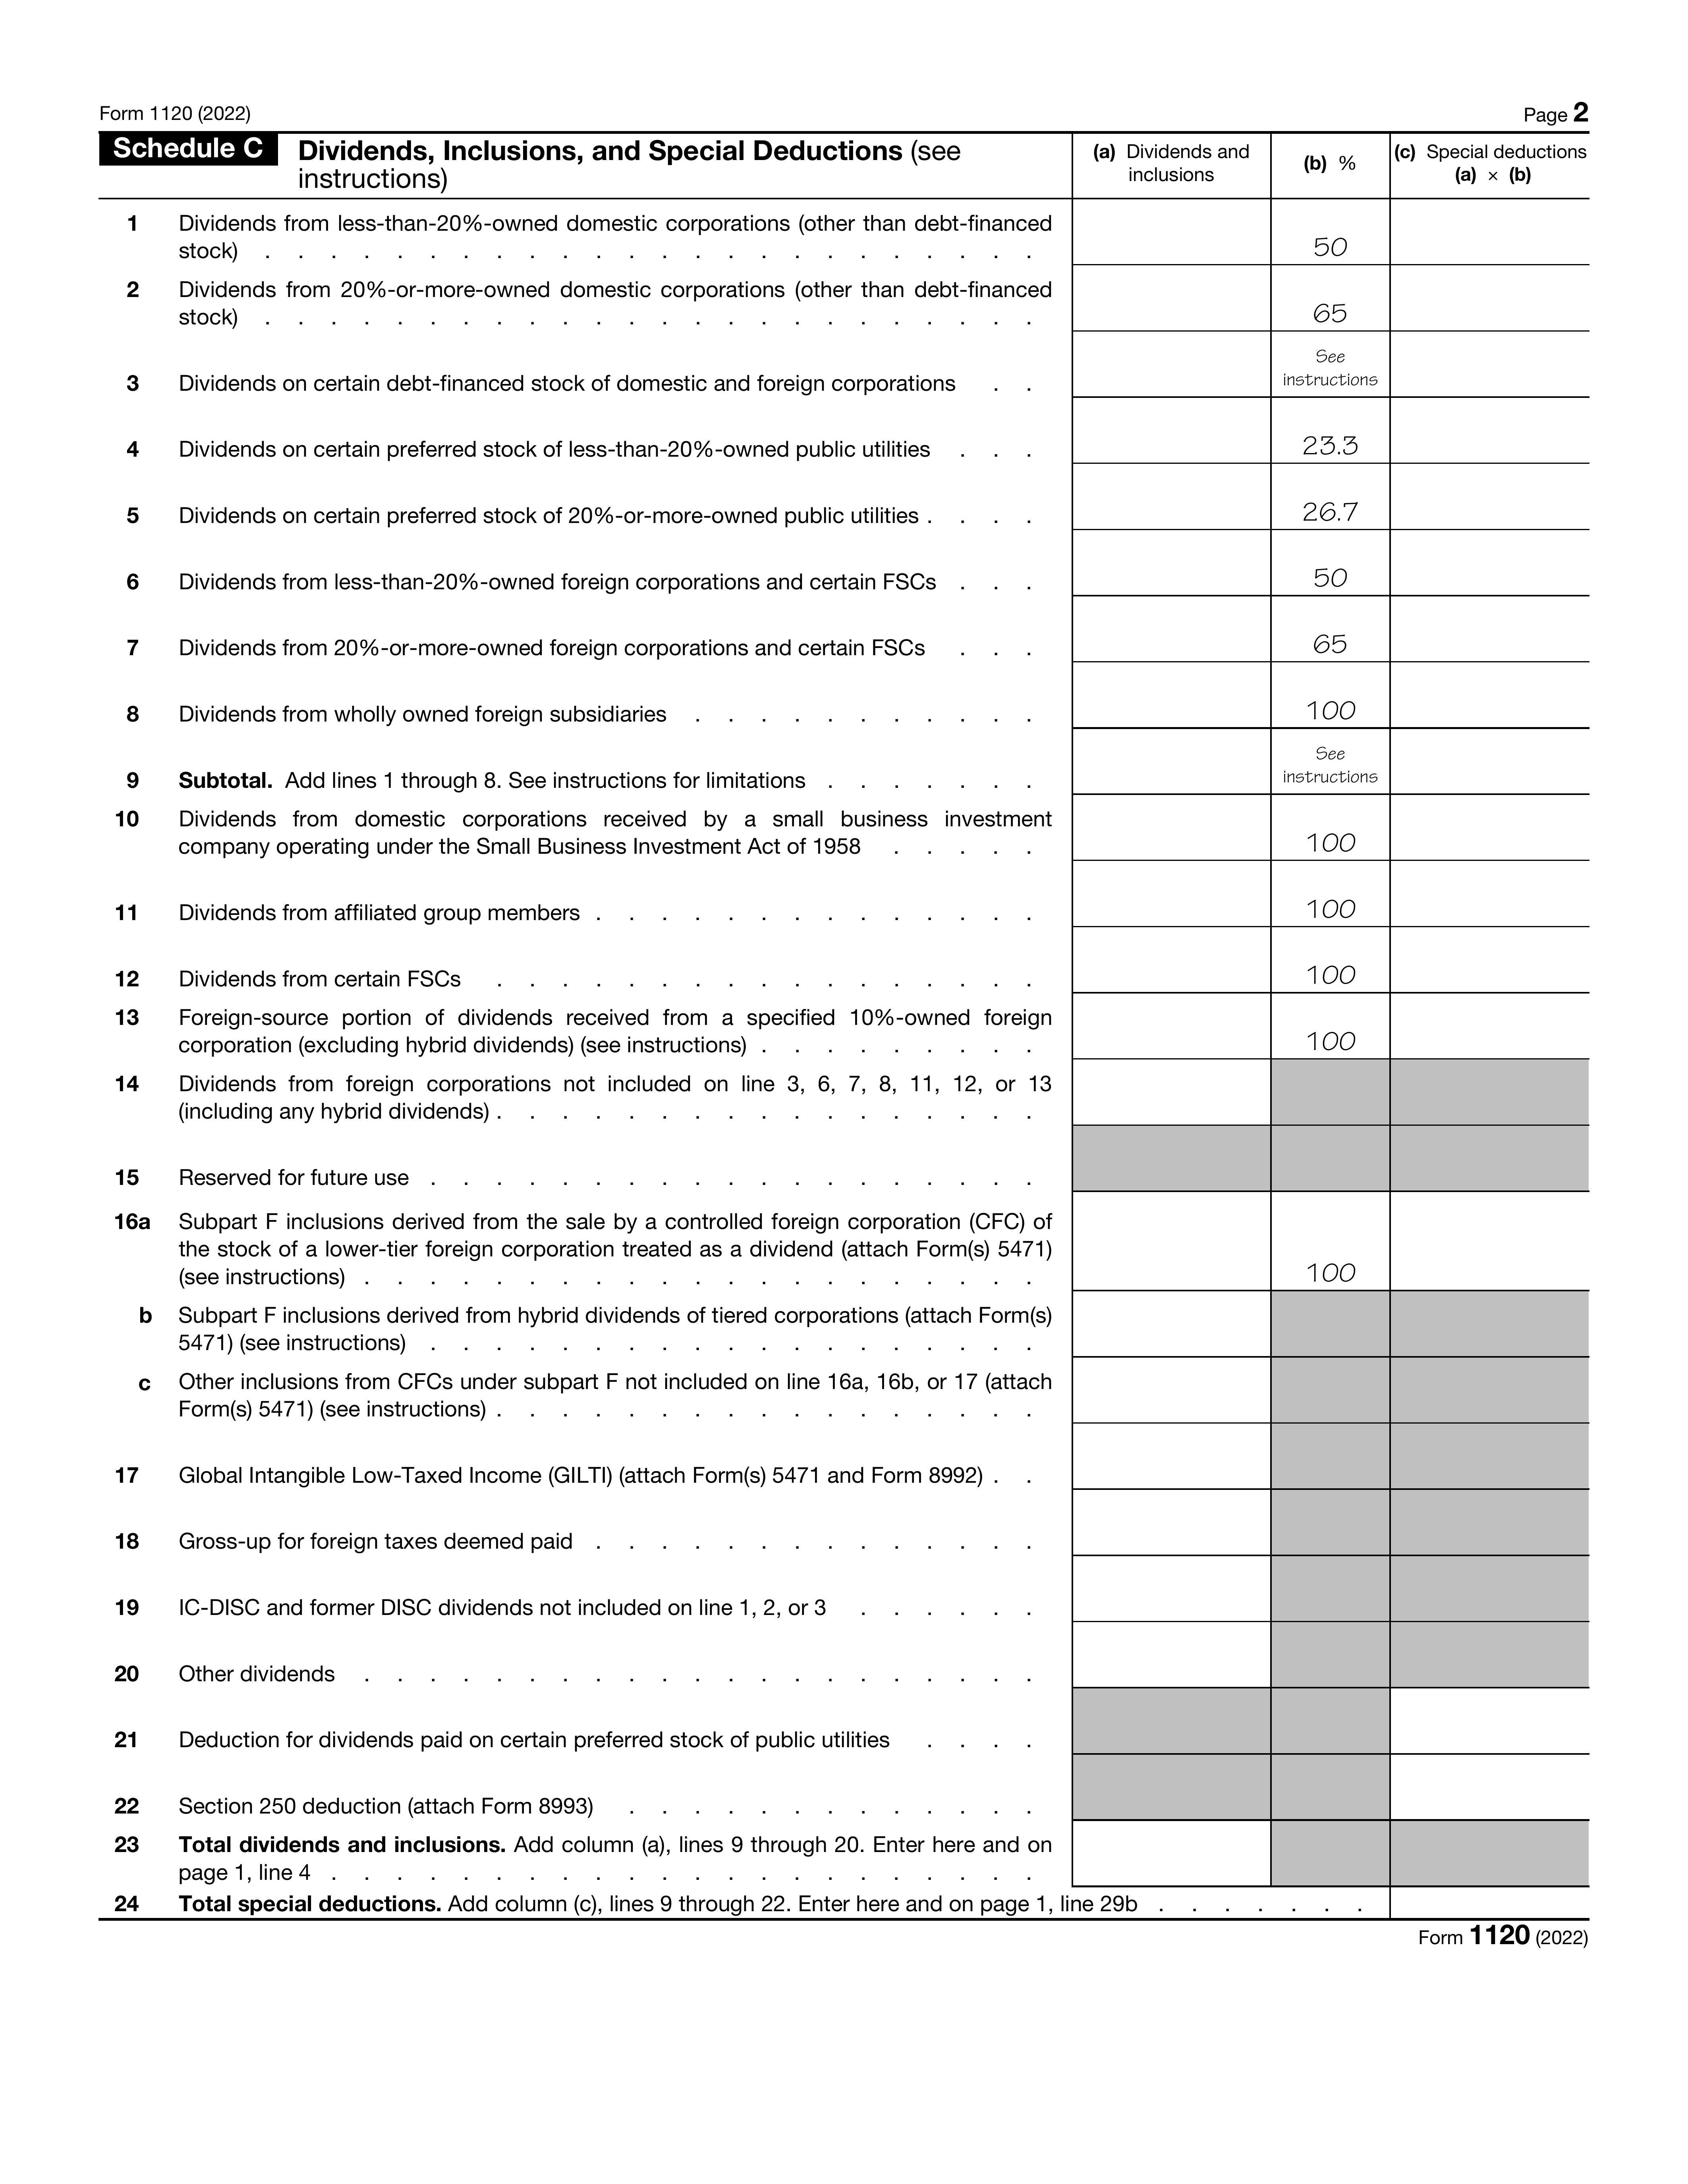 Form 1120 (2022) Page 2
Schedule C Dividends, Inclusions, and Special Deductions (see
instructions)
(a) Dividends and
inclusions
(b) %
(c) Special deductions
(a) × (b)
1 Dividends from less-than-20%-owned domestic corporations (other than debt-financed
stock) . . . . . . . . . . . . . . . . . . . . . . . . 50
2 Dividends from 20%-or-more-owned domestic corporations (other than debt-financed
stock) . . . . . . . . . . . . . . . . . . . . . . . . 65
See
3 Dividends on certain debt-financed stock of domestic and foreign corporations . . instructions
4 Dividends on certain preferred stock of less-than-20%-owned public utilities . . . 23.3
5 Dividends on certain preferred stock of 20%-or-more-owned public utilities . . . . 26.7
6 Dividends from less-than-20%-owned foreign corporations and certain FSCs . . . 50
7 Dividends from 20%-or-more-owned foreign corporations and certain FSCs . . . 65
8 Dividends from wholly owned foreign subsidiaries . . . . . . . . . . . 100
See
9 Subtotal. Add lines 1 through 8. See instructions for limitations . . . . . . . instructions
10 Dividends from domestic corporations received by a small business investment
company operating under the Small Business Investment Act of 1958 . . . . . 100
11 Dividends from affiliated group members . . . . . . . . . . . . . . 100
12 Dividends from certain FSCs . . . . . . . . . . . . . . . . . 100
13 Foreign-source portion of dividends received from a specified 10%-owned foreign
corporation (excluding hybrid dividends) (see instructions) . . . . . . . . . 100
14 Dividends from foreign corporations not included on line 3, 6, 7, 8, 11, 12, or 13
(including any hybrid dividends) . . . . . . . . . . . . . . . . .
15 Reserved for future use . . . . . . . . . . . . . . . . . . .
16a Subpart F inclusions derived from the sale by a controlled foreign corporation (CFC) of
the stock of a lower-tier foreign corporation treated as a dividend (attach Form(s) 5471)
(see instructions) . . . . . . . . . . . . . . . . . . . . . 100
b Subpart F inclusions derived from hybrid dividends of tiered corporations (attach Form(s)
5471) (see instructions) . . . . . . . . . . . . . . . . . . .
c Other inclusions from CFCs under subpart F not included on line 16a, 16b, or 17 (attach
Form(s) 5471) (see instructions) . . . . . . . . . . . . . . . . .
17 Global Intangible Low-Taxed Income (GILTI) (attach Form(s) 5471 and Form 8992) . .
18 Gross-up for foreign taxes deemed paid . . . . . . . . . . . . . .
19 IC-DISC and former DISC dividends not included on line 1, 2, or 3 . . . . . .
20 Other dividends . . . . . . . . . . . . . . . . . . . . .
21 Deduction for dividends paid on certain preferred stock of public utilities . . . .
22 Section 250 deduction (attach Form 8993) . . . . . . . . . . . . .
23 Total dividends and inclusions. Add column (a), lines 9 through 20. Enter here and on
page 1, line 4 . . . . . . . . . . . . . . . . . . . . . .
24 Total special deductions. Add column (c), lines 9 through 22. Enter here and on page 1, line 29b . . . . . . .
Form 1120 (2022)